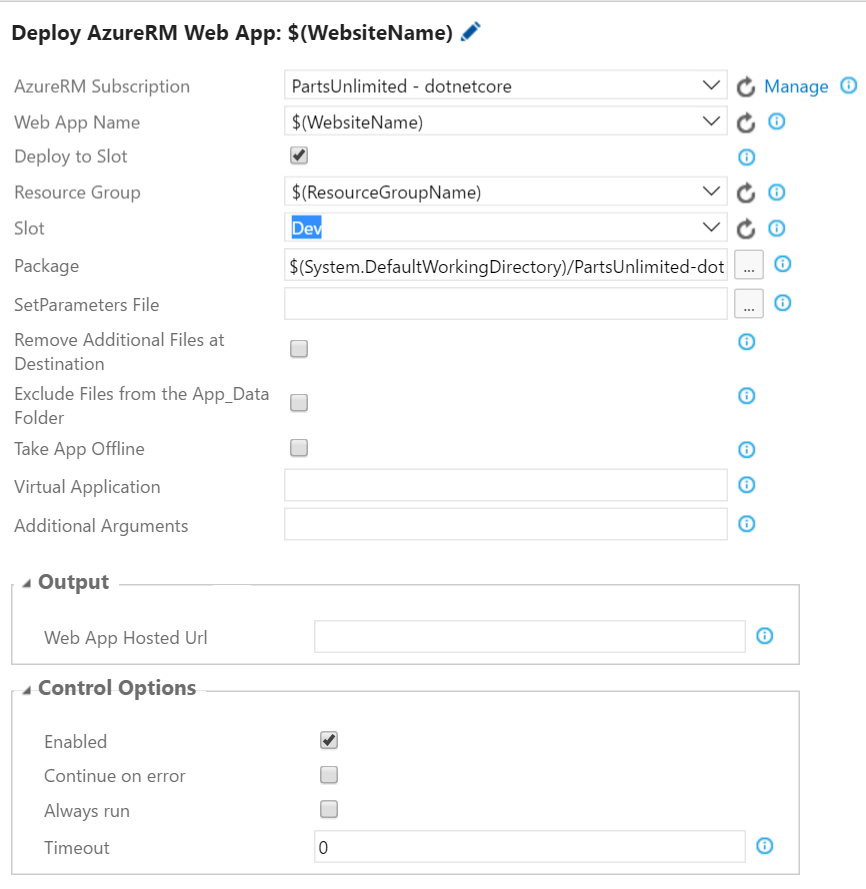 Deploy AzureRM Web App: $(WebsiteName)
AzureRM Subscription PartsUnlimited - dotnetcore Manage
Web App Name $(WebsiteName)
Deploy to Slot
Resource Group $(ResourceGroupName)
Slot Dev
Package $(System.DefaultWorkingDirectory)/PartsUnlimited-dot ...
SetParameters File ...
Remove Additional Files at
Destination
Exclude Files from the App_Data
Folder
Take App Offline
Virtual Application
Additional Arguments
Output
Web App Hosted Url
Control Options
Enabled
Continue on error
Always run
Timeout 0